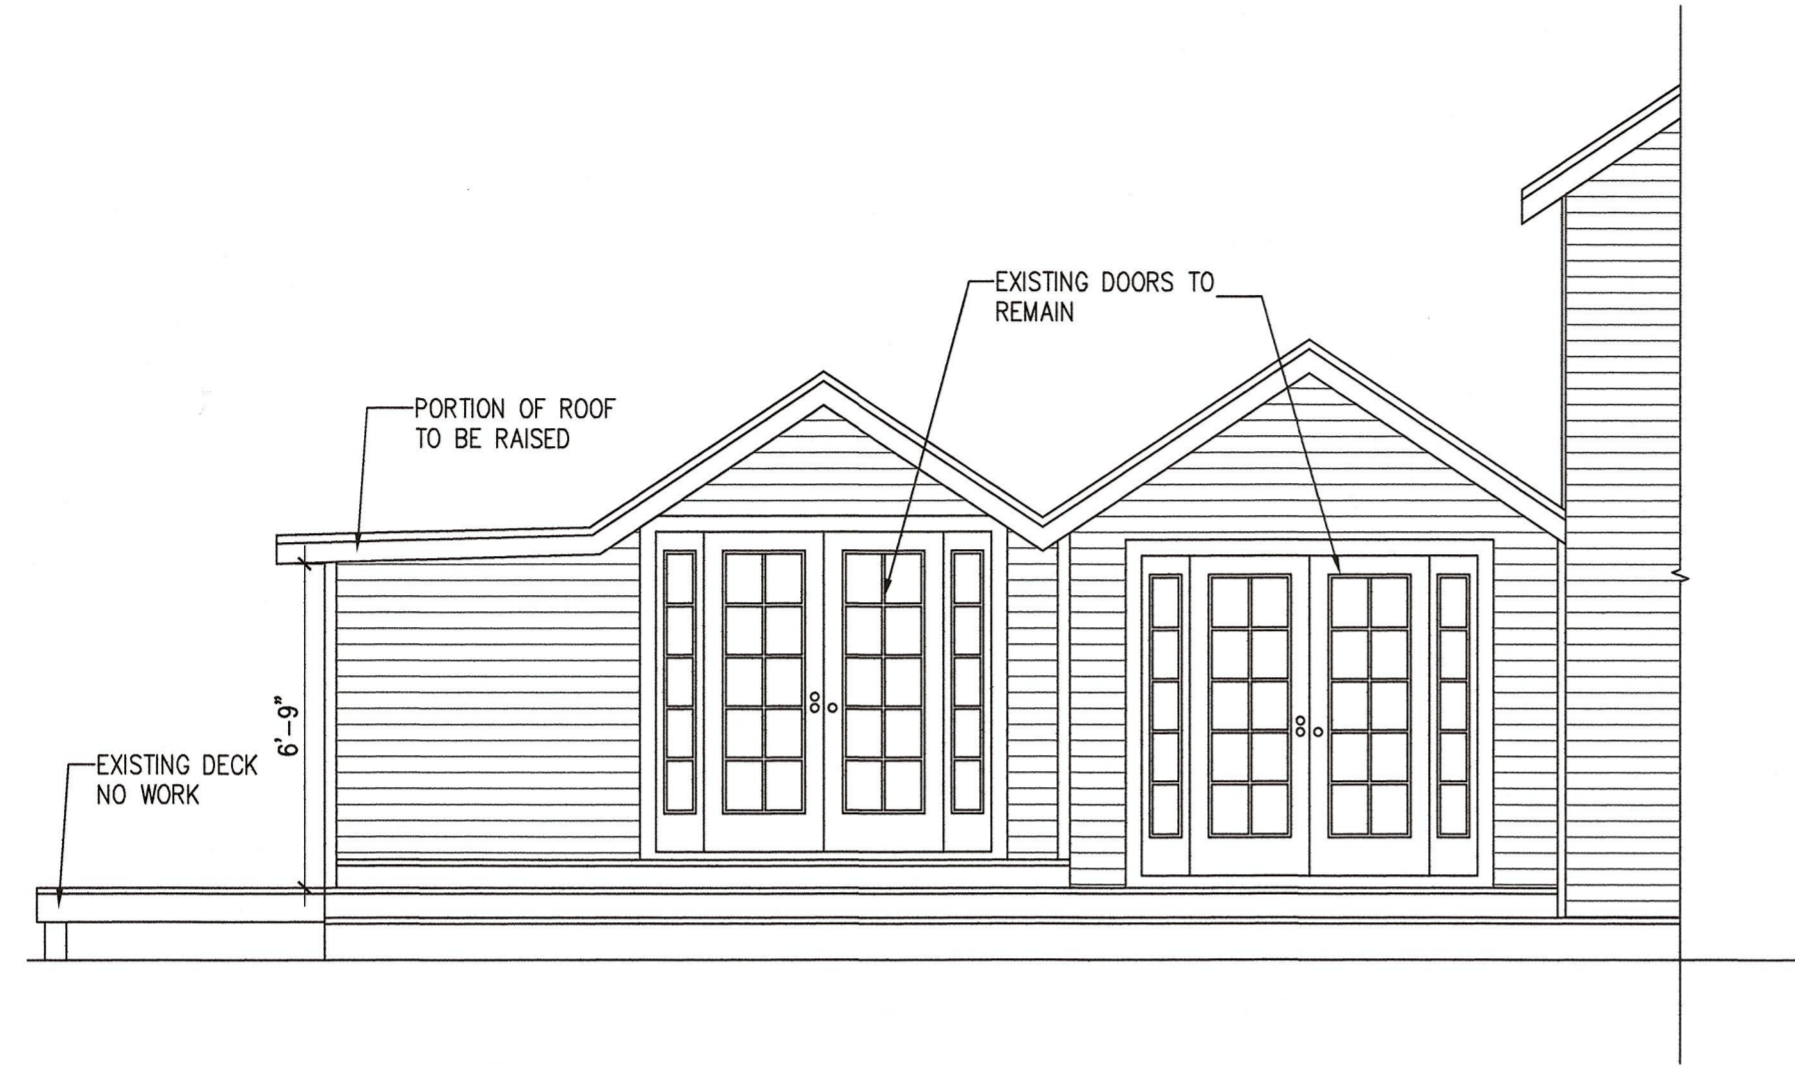 EXISTING DOORS TO
REMAIN
PORTION OF ROOF
TO BE RAISED
6'-9"
EXISTING DECK
NO WORK